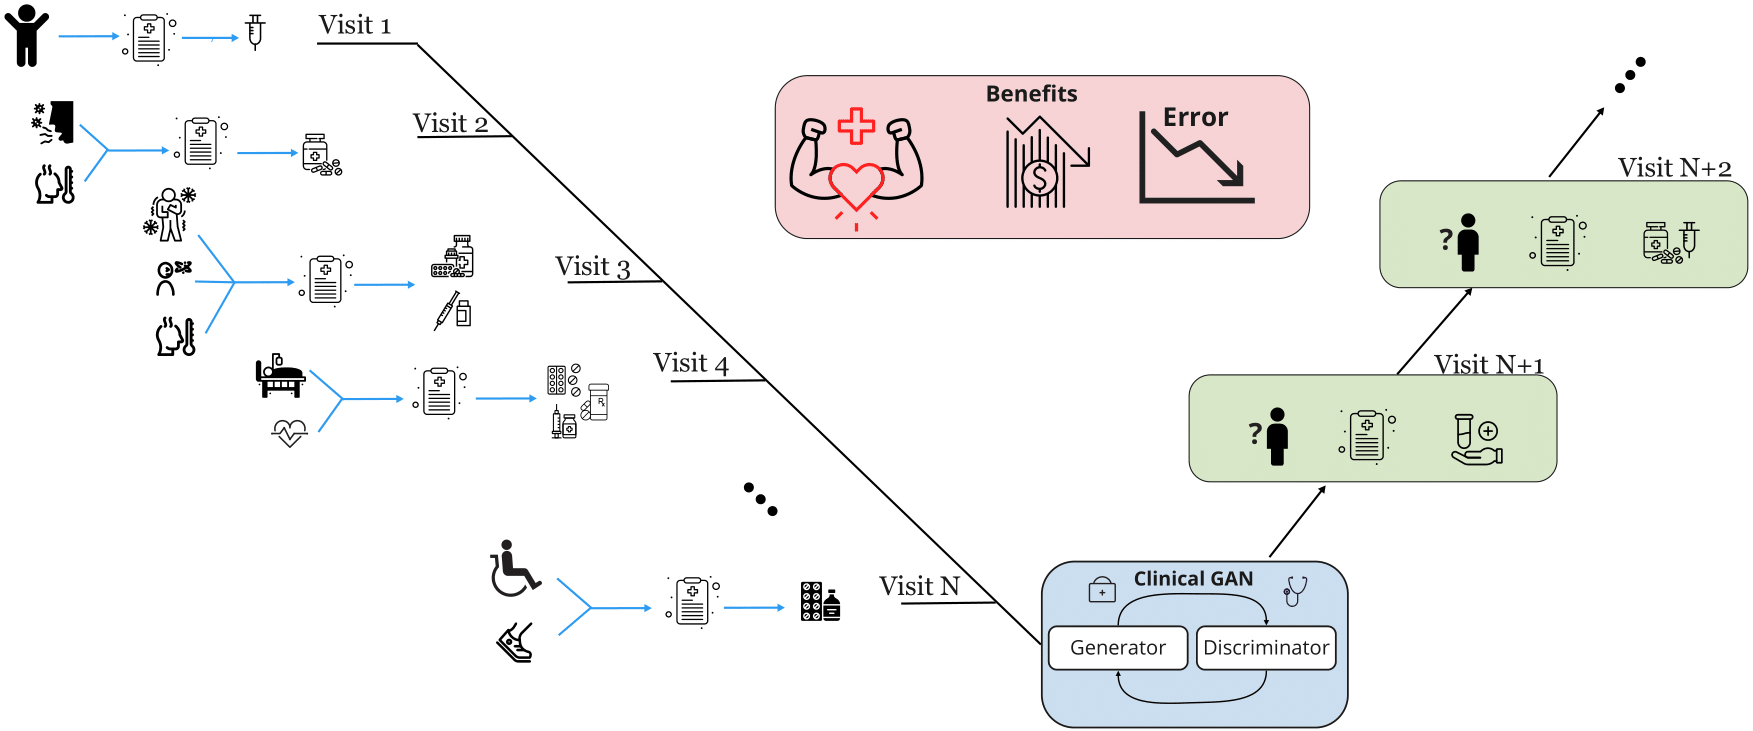 Visit 1
Visit 2
Visit 3
Visit 4
Visit N
Benefits
Error
$
Rx
Visit N+2
?
Visit N+1
?
Clinical GAN
Generator
Discriminator